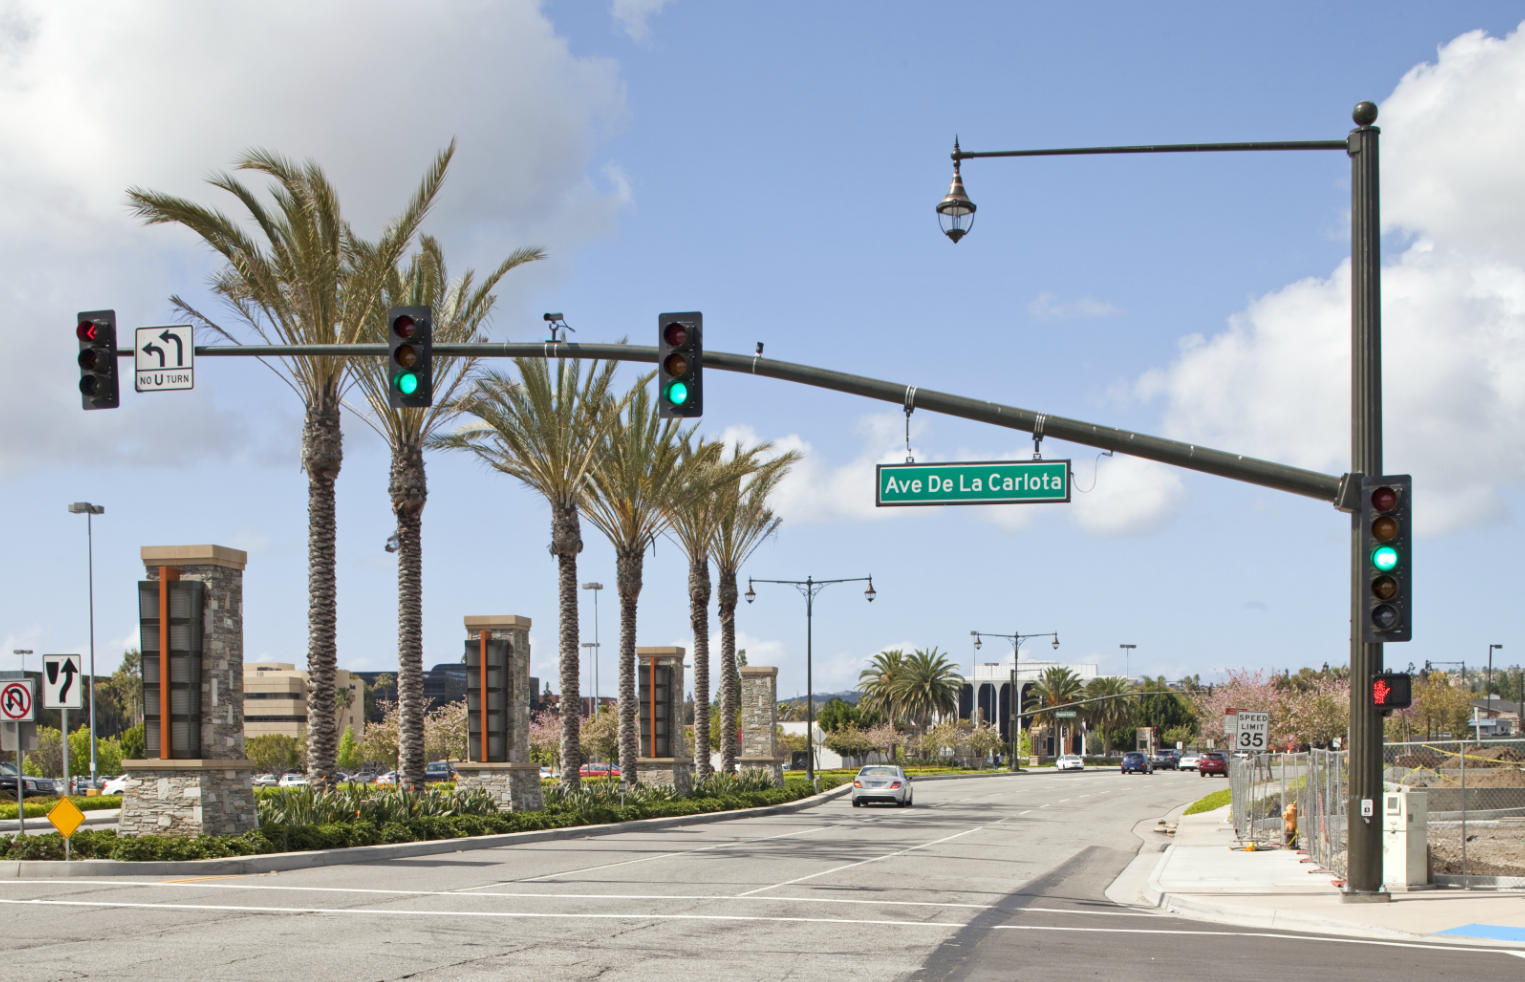 NO U TURN
Ave De La Carlota
SPEED
LIMIT
35